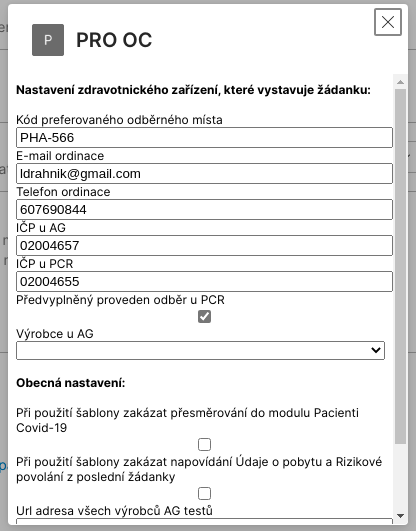 P
PRO OC
Nastavení zdravotnického zařízení, které vystavuje žádanku:
Kód preferovaného odběrného místa
PHA-566
E-mail ordinace
ldrahnik@gmail.com
Telefon ordinace
607690844
IČP u AG
02004657
IČP u PCR
02004655
Předvyplněný proveden odběr u PCR
Výrobce u AG
Obecná nastavení:
Při použití šablony zakázat přesměrování do modulu Pacienti
Covid-19
Při použití šablony zakázat napovídání Údaje o pobytu a Rizikové
povolání z poslední žádanky
Url adresa všech výrobců AG testů